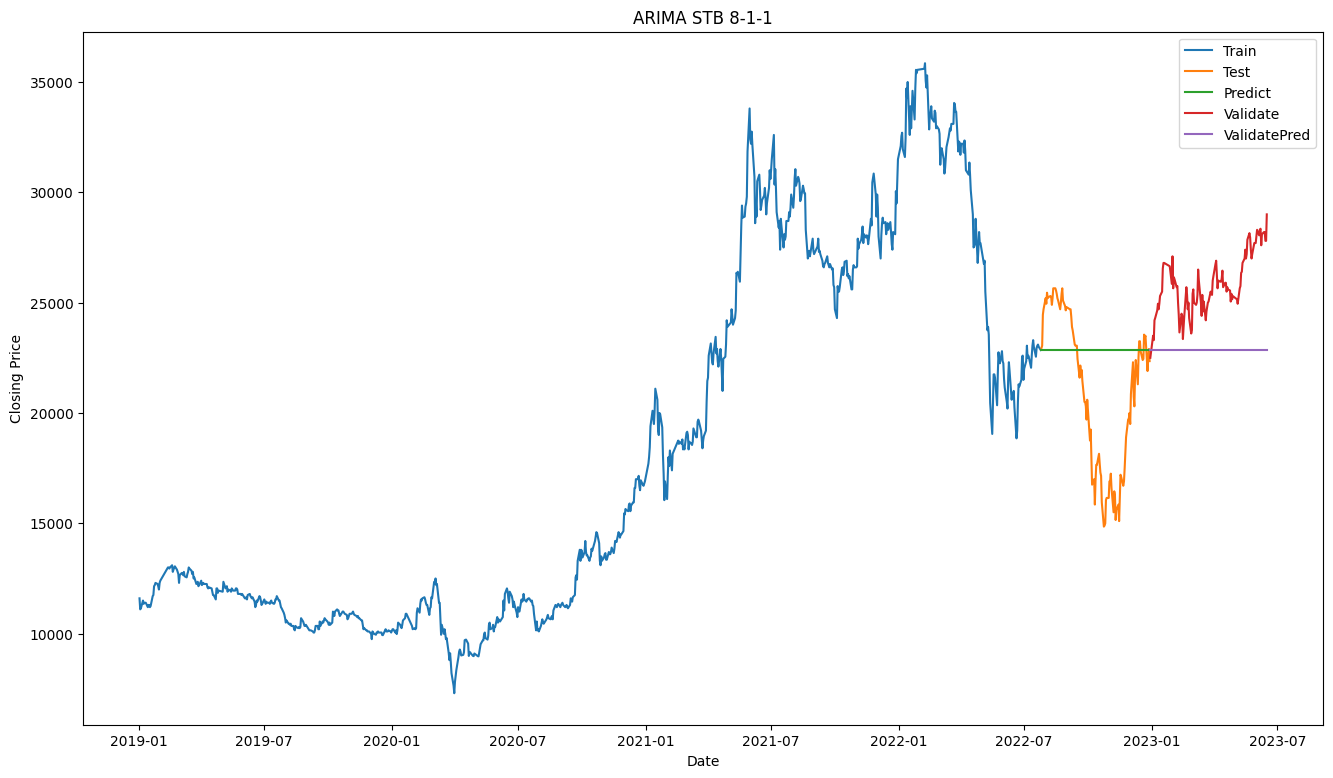 ARIMA STB 8-1-1
Train
Test
Predict
Validate
ValidatePred
Closing Price
35000
30000
25000
20000
15000
10000
2019-01 2019-07 2020-01 2020-07 2021-01 2021-07 2022-01 2022-07 2023-01 2023-07
Date